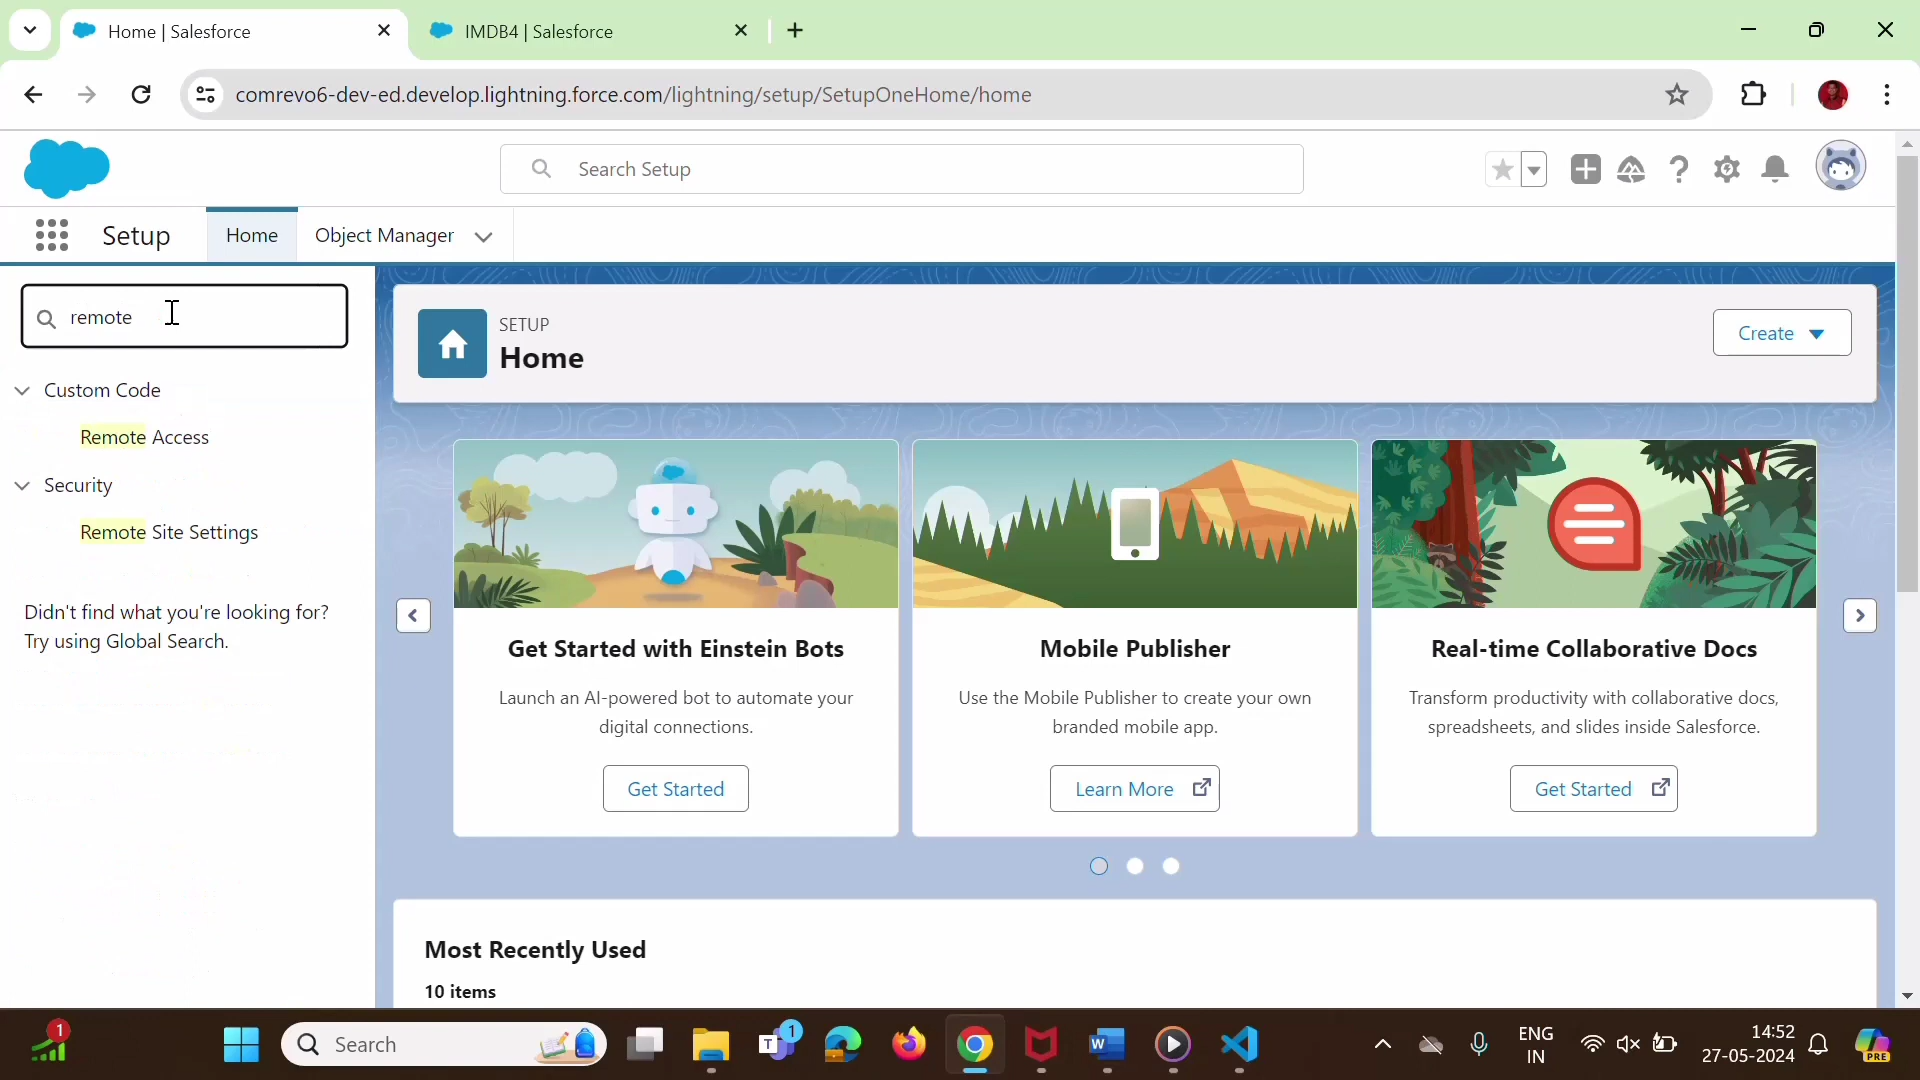 Home | Salesforce
IMDB4 | Salesforce
comrevo6-dev-ed.develop.lightning.force.com/lightning/setup/SetupOneHome/home
Search Setup
Setup
Home
Object Manager
remote
Custom Code
Remote Access
Security
Remote Site Settings
Didn't find what you're looking for?
Try using Global Search.
SETUP
Home
Create
Get Started with Einstein Bots
Launch an AI-powered bot to automate your
digital connections.
Get Started
Mobile Publisher
Use the Mobile Publisher to create your own
branded mobile app.
Learn More
Real-time Collaborative Docs
Transform productivity with collaborative docs,
spreadsheets, and slides inside Salesforce.
Get Started
Most Recently Used
10 items
1
Search
T
1
W
ENG
IN
14:52
27-05-2024
PRE